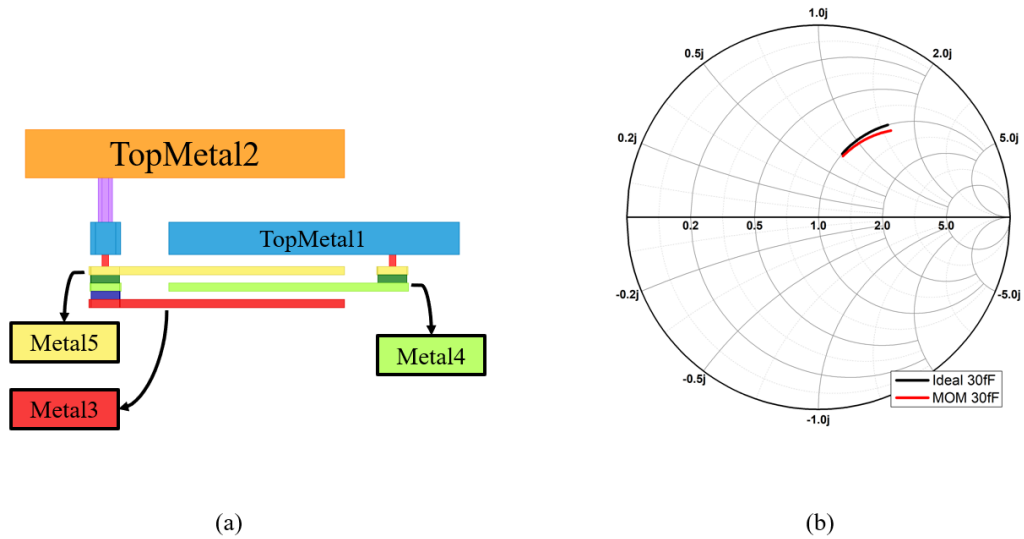 TopMetal2
TopMetal1
Metal5
Metal4
Metal3
(a)
1.0j
0.5j
2.0j
0.2j
5.0j
0.2
0.5
1.0
2.0
5.0
-0.2j
-5.0j
-0.5j
-1.0j
Ideal 30fF
MOM 30fF
(b)